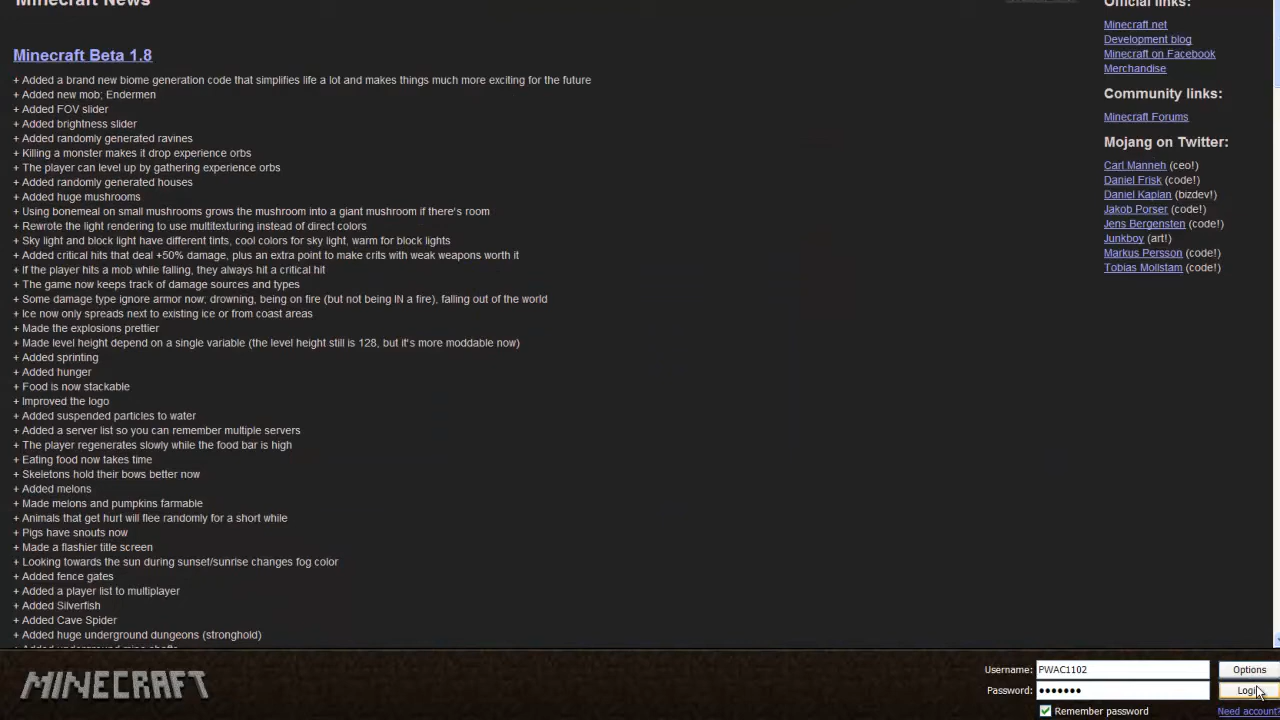 Minecraft News
Minecraft Beta 1.8
+ Added a brand new biome generation code that simplifies life a lot and makes things much more exciting for the future
+ Added new mob; Endermen
+ Added FOV slider
+ Added brightness slider
+ Added randomly generated ravines
+ Killing a monster makes it drop experience orbs
+ The player can level up by gathering experience orbs
+ Added randomly generated houses
+ Added huge mushrooms
+ Using bonemeal on small mushrooms grows the mushroom into a giant mushroom if there's room
+ Rewrote the light rendering to use multitexturing instead of direct colors
+ Sky light and block light have different tints, cool colors for sky light, warm for block lights
+ Added critical hits that deal +50% damage, plus an extra point to make crits with weak weapons worth it
+ If the player hits a mob while falling, they always hit a critical hit
+ The game now keeps track of damage sources and types
+ Some damage type ignore armor now; drowning, being on fire (but not being IN a fire), falling out of the world
+ Ice now only spreads next to existing ice or from coast areas
+ Made the explosions prettier
+ Made level height depend on a single variable (the level height still is 128, but it's more moddable now)
+ Added sprinting
+ Added hunger
+ Food is now stackable
+ Improved the logo
+ Added suspended particles to water
+ Added a server list so you can remember multiple servers
+ The player regenerates slowly while the food bar is high
+ Eating food now takes time
+ Skeletons hold their bows better now
+ Added melons
+ Made melons and pumpkins farmable
+ Animals that get hurt will flee randomly for a short while
+ Pigs have snouts now
+ Made a flashier title screen
+ Looking towards the sun during sunset/sunrise changes fog color
+ Added fence gates
+ Added a player list to multiplayer
+ Added Silverfish
+ Added Cave Spider
+ Added huge underground dungeons (stronghold)
Official links:
Minecraft.net
Development blog
Minecraft on Facebook
Merchandise
Community links:
Minecraft Forums
Mojang on Twitter:
Carl Manneh (ceo!)
Daniel Frisk (code!)
Daniel Kaplan (bizdev!)
Jakob Porser (code!)
Jens Bergensten (code!)
Junkboy (art!)
Markus Persson (code!)
Tobias Mollstam (code!)
MINECRAFT
Username: PWAC1102
Options
Password: •••••••
Login
Remember password
Need account?